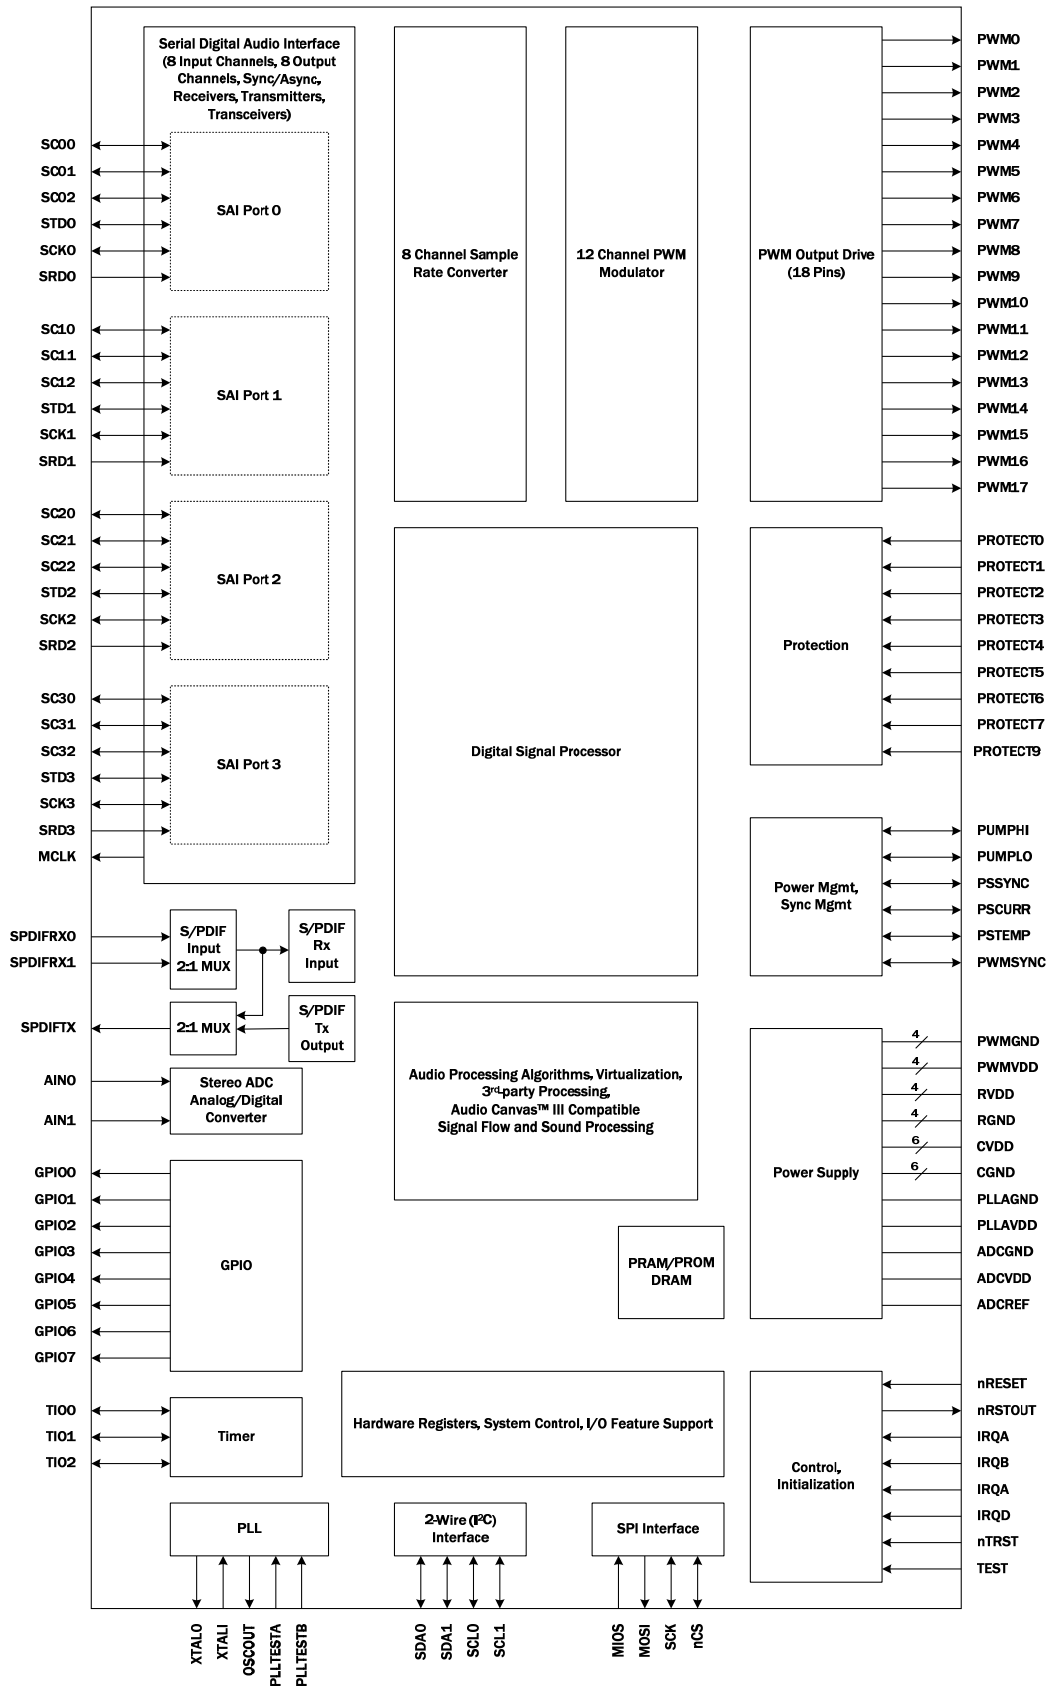 Serial Digital Audio Interface
(8 Input Channels, 8 Output
Channels, Sync/Async,
Receivers, Transmitters,
Transceivers)
SC00
SC01
SC02
STD0
SCK0
SRD0
SAI Port 0
SC10
SC11
SC12
STD1
SCK1
SRD1
SAI Port 1
SC20
SC21
SC22
STD2
SCK2
SRD2
SAI Port 2
SC30
SC31
SC32
STD3
SCK3
SRD3
MCLK
SAI Port 3
SPDIFRX0
SPDIFRX1
S/PDIF
Input
2:1 MUX
S/PDIF
Rx
Input
SPDIFTX
2:1 MUX
S/PDIF
Tx
Output
AIN0
AIN1
Stereo ADC
Analog/Digital
Converter
GPIO0
GPIO1
GPIO2
GPIO3
GPIO4
GPIO5
GPIO6
GPIO7
GPIO
TIO0
TIO1
TIO2
Timer
PLL
XTALO
XTALI
OSCOUT
PLLTESTA
PLLTESTB
8 Channel Sample
Rate Converter
12 Channel PWM
Modulator
Digital Signal Processor
Audio Processing Algorithms, Virtualization,
3rd-party Processing,
Audio Canvas™ III Compatible
Signal Flow and Sound Processing
PRAM/PROM
DRAM
Hardware Registers, System Control, I/O Feature Support
2-Wire (I²C)
Interface
SDA0
SDA1
SCL0
SCL1
SPI Interface
MIOS
MOSI
SCK
nCS
PWM Output Drive
(18 Pins)
PWM0
PWM1
PWM2
PWM3
PWM4
PWM5
PWM6
PWM7
PWM8
PWM9
PWM10
PWM11
PWM12
PWM13
PWM14
PWM15
PWM16
PWM17
Protection
PROTECT0
PROTECT1
PROTECT2
PROTECT3
PROTECT4
PROTECT5
PROTECT6
PROTECT7
PROTECT9
Power Mgmt,
Sync Mgmt
PUMPHI
PUMPLO
PSSYNC
PSCURR
PSTEMP
PWMSYNC
Power Supply
4 PWMGND
4 PWMVDD
4 RVDD
4 RGND
6 CVDD
6 CGND
PLLAGND
PLLAVDD
ADCGND
ADCVDD
ADCREF
Control,
Initialization
nRESET
nRSTOUT
IRQA
IRQB
IRQA
IRQD
nTRST
TEST